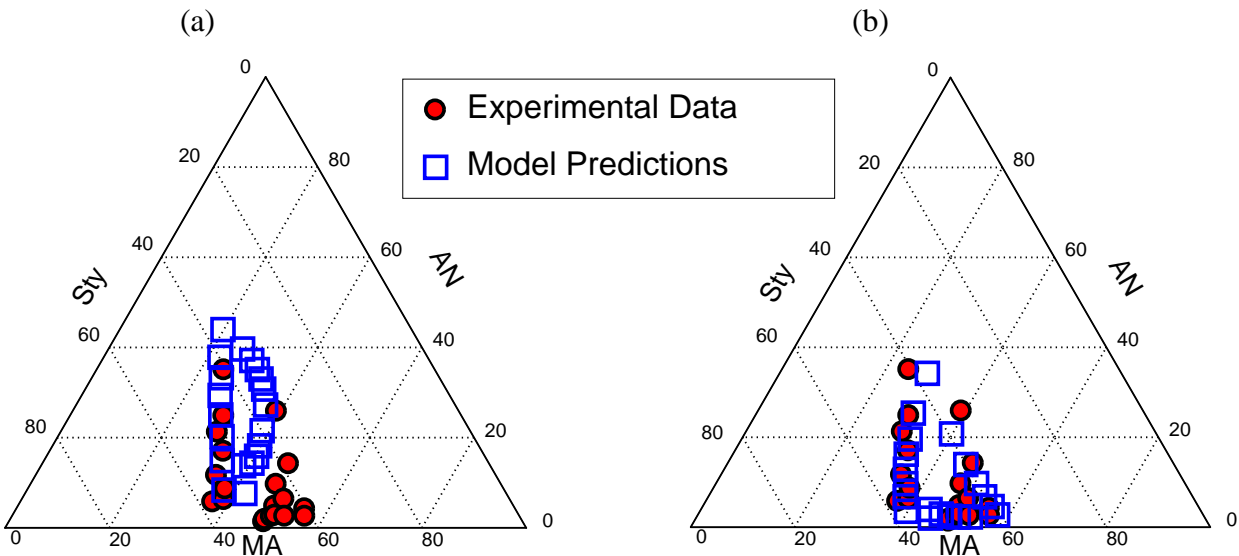 (a) (b)
0 0
Experimental Data
Model Predictions
20 80 20 80
40 60 40 60
Sty AN Sty AN
60 40 60 40
80 20 80 20
0 0
0 20 40 60 80 0 20 40 60 80 100
MA MA